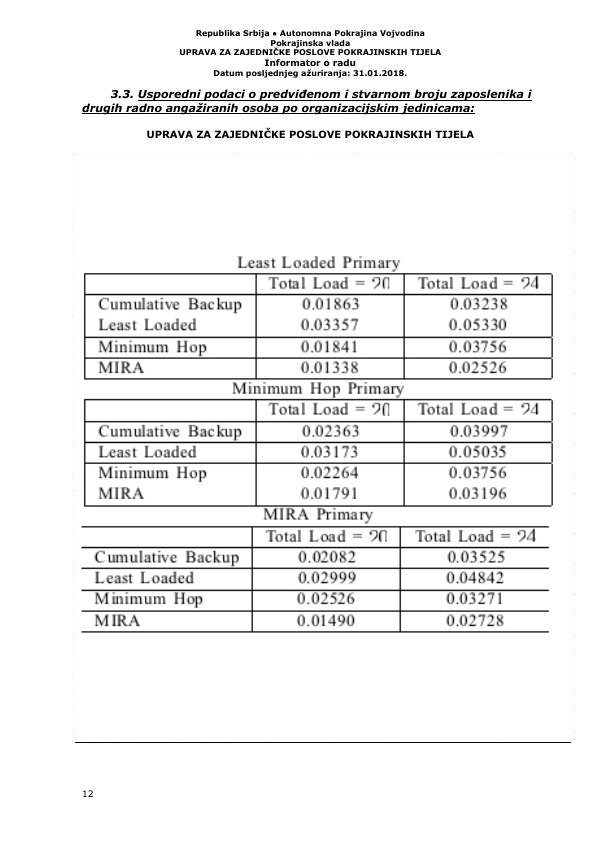 Republika Srbija ● Autonomna Pokrajina Vojvodina
Pokrajinska vlada
UPRAVA ZA ZAJEDNIČKE POSLOVE POKRAJINSKIH TIJELA
Informator o radu
Datum posljednjeg ažuriranja: 31.01.2018.
3.3. Usporedni podaci o predviđenom i stvarnom broju zaposlenika i
drugih radno angažiranih osoba po organizacijskim jedinicama:
UPRAVA ZA ZAJEDNIČKE POSLOVE POKRAJINSKIH TIJELA
Least Loaded Primary
Total Load = 20 Total Load = 24
Cumulative Backup 0.01863 0.03238
Least Loaded 0.03357 0.05330
Minimum Hop 0.01841 0.03756
MIRA 0.01338 0.02526
Minimum Hop Primary
Total Load = 20 Total Load = 24
Cumulative Backup 0.02363 0.03997
Least Loaded 0.03173 0.05035
Minimum Hop 0.02264 0.03756
MIRA 0.01791 0.03196
MIRA Primary
Total Load = 20 Total Load = 24
Cumulative Backup 0.02082 0.03525
Least Loaded 0.02999 0.04842
Minimum Hop 0.02526 0.03271
MIRA 0.01490 0.02728
12